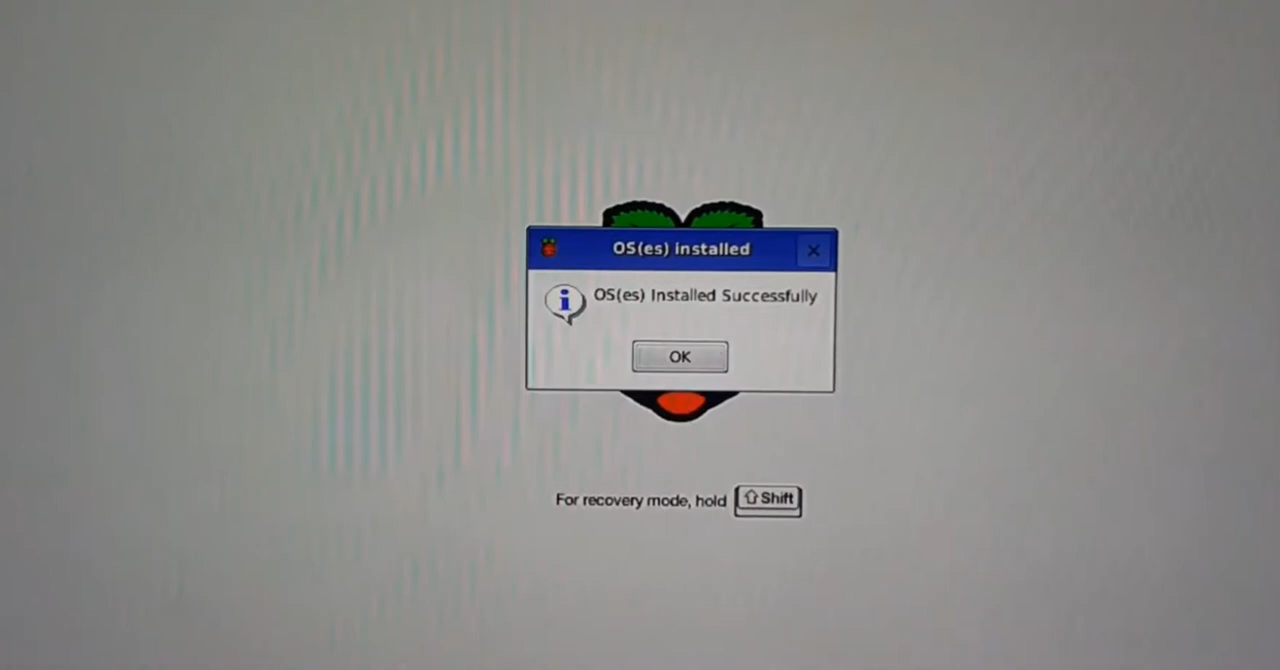 OS(es) installed
OS(es) Installed Successfully
OK
For recovery mode, hold Shift